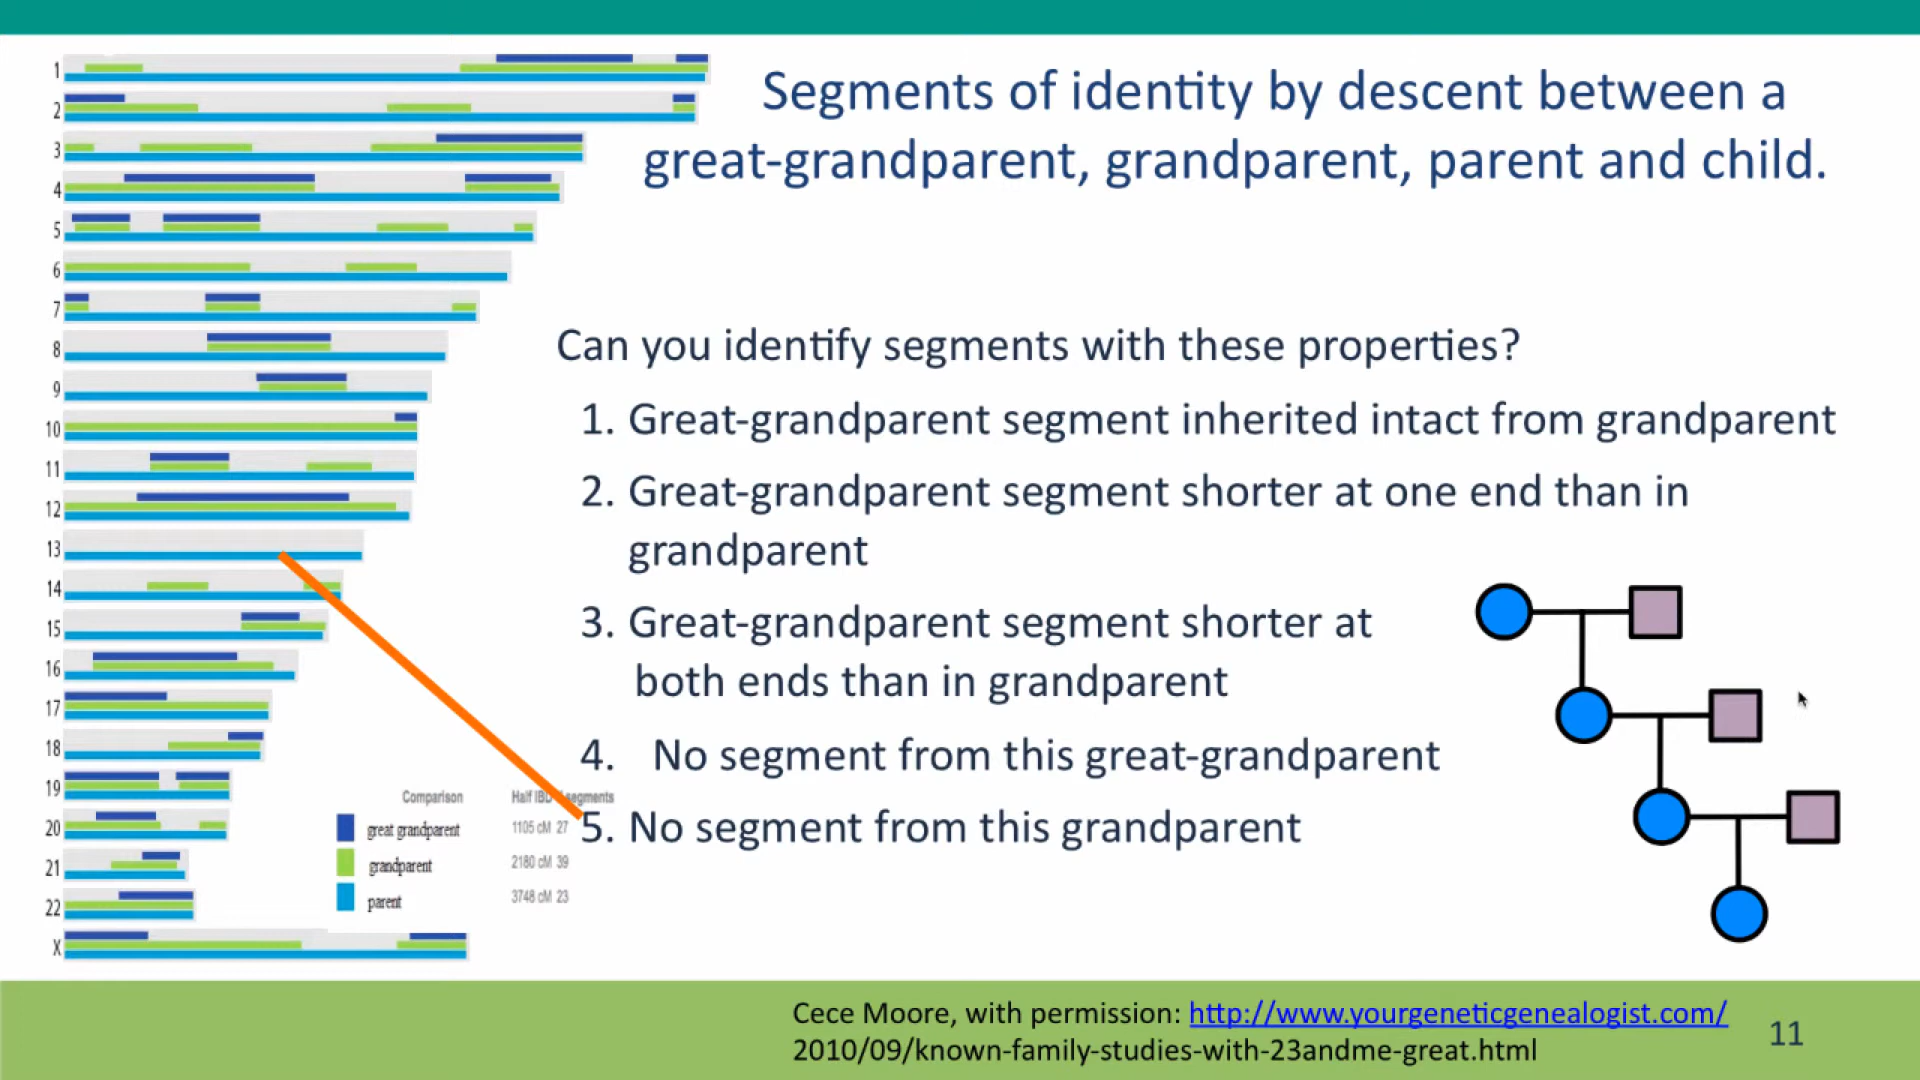 Segments of identity by descent between a
great-grandparent, grandparent, parent and child.
1
2
3
4
5
6
7
8
9
10
11
12
13
14
15
16
17
18
19
20
21
22
X
Comparison Half IBD segments
great grandparent 1105 cM 27
grandparent 2180 cM 39
parent 3748 cM 23
Can you identify segments with these properties?
1. Great-grandparent segment inherited intact from grandparent
2. Great-grandparent segment shorter at one end than in
grandparent
3. Great-grandparent segment shorter at
both ends than in grandparent
4. No segment from this great-grandparent
5. No segment from this grandparent
Cece Moore, with permission: http://www.yourgeneticgenealogist.com/
2010/09/known-family-studies-with-23andme-great.html
11